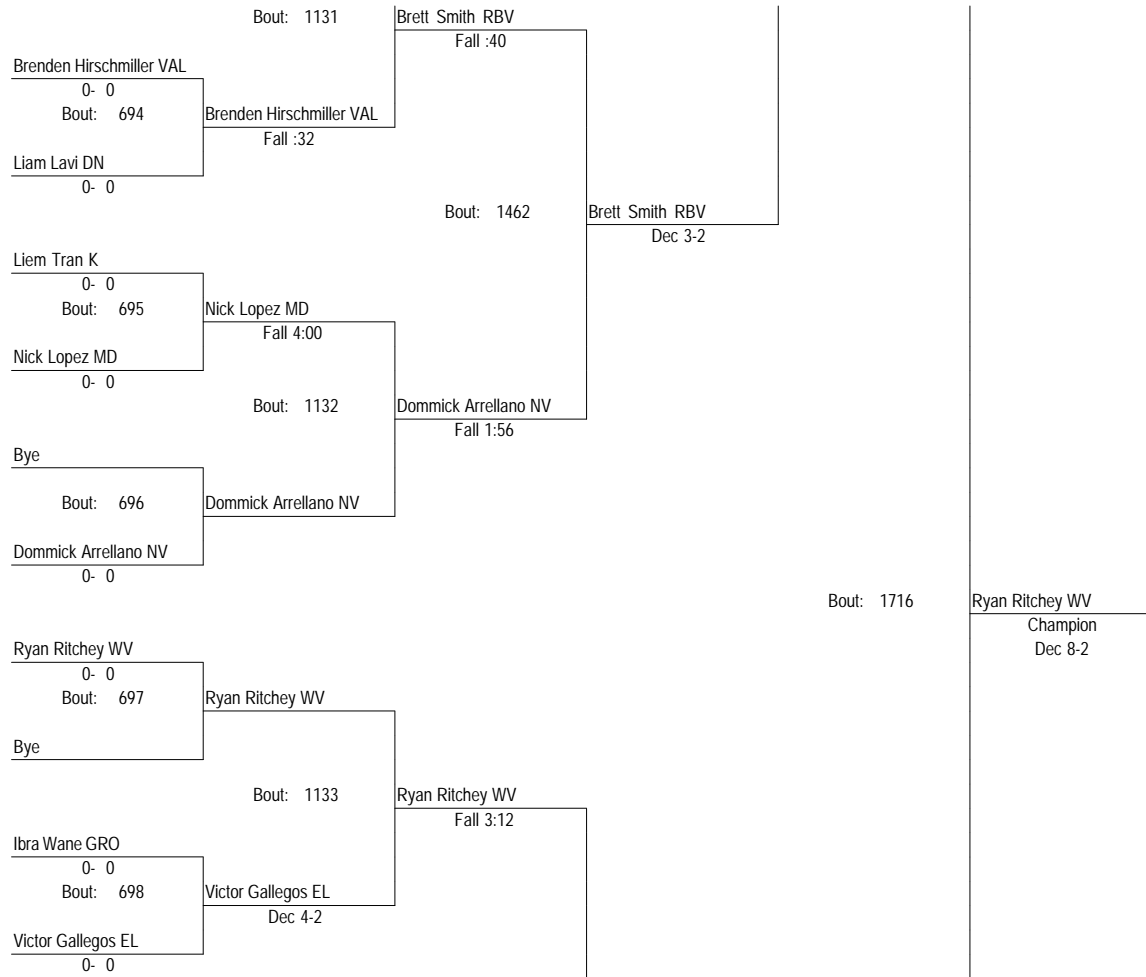 Bout: 1131 Brett Smith RBV
Fall :40
Brenden Hirschmiller VAL
0- 0
Bout: 694 Brenden Hirschmiller VAL
Fall :32
Liam Lavi DN
0- 0
Bout: 1462 Brett Smith RBV
Dec 3-2
Liem Tran K
0- 0
Bout: 695 Nick Lopez MD
Fall 4:00
Nick Lopez MD
0- 0
Bout: 1132 Dommick Arrellano NV
Fall 1:56
Bye
Bout: 696 Dommick Arrellano NV
Dommick Arrellano NV
0- 0
Bout: 1716 Ryan Ritchey WV
Champion
Dec 8-2
Ryan Ritchey WV
0- 0
Bout: 697 Ryan Ritchey WV
Bye
Bout: 1133 Ryan Ritchey WV
Fall 3:12
Ibra Wane GRO
0- 0
Bout: 698 Victor Gallegos EL
Dec 4-2
Victor Gallegos EL
0- 0